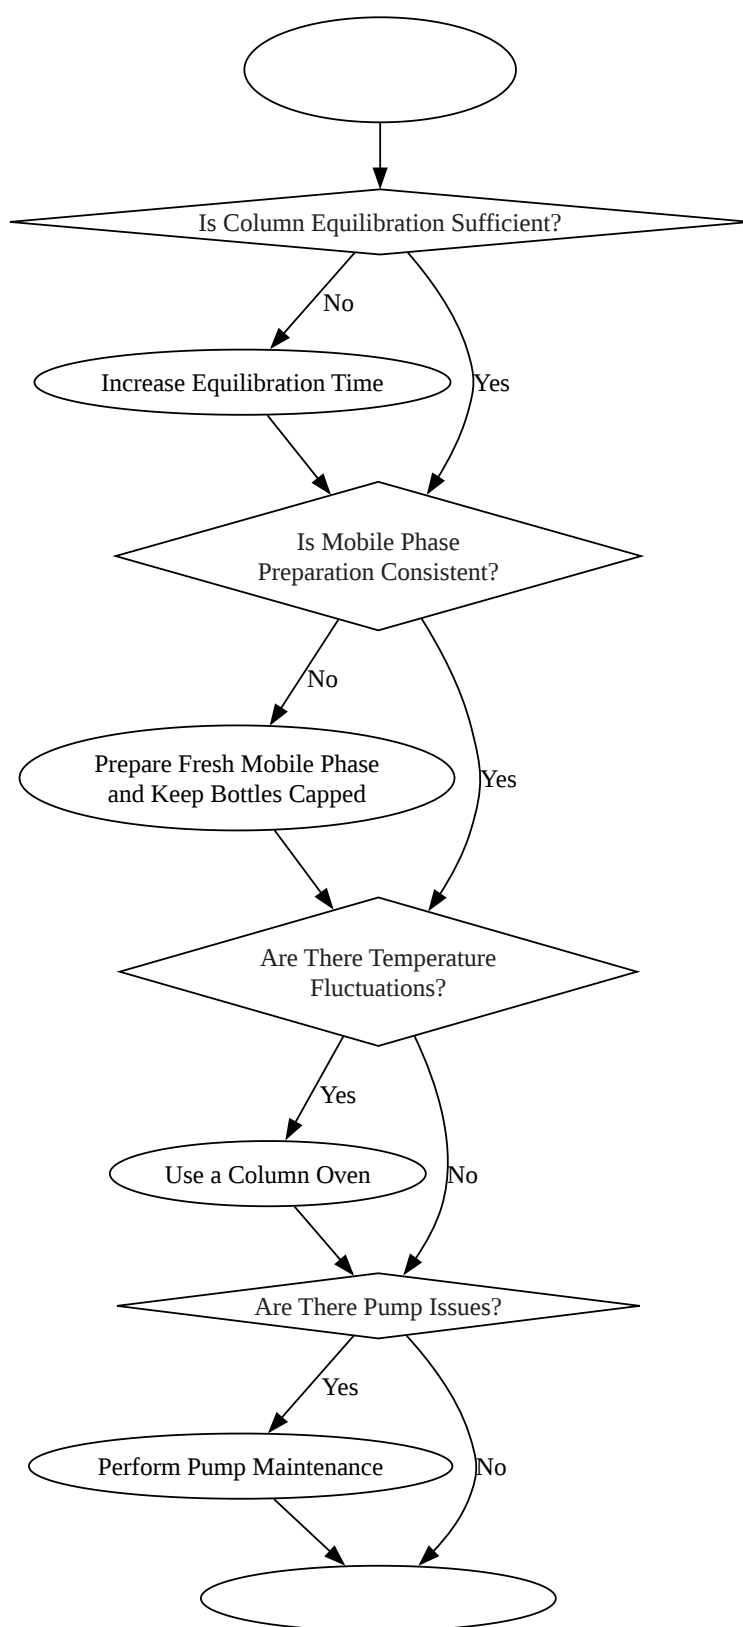 Is Column Equilibration Sufficient?
No
Increase Equilibration Time
Yes
Is Mobile Phase
Preparation Consistent?
No
Prepare Fresh Mobile Phase
and Keep Bottles Capped
Yes
Are There Temperature
Fluctuations?
Yes
Use a Column Oven
No
Are There Pump Issues?
Yes
Perform Pump Maintenance
No